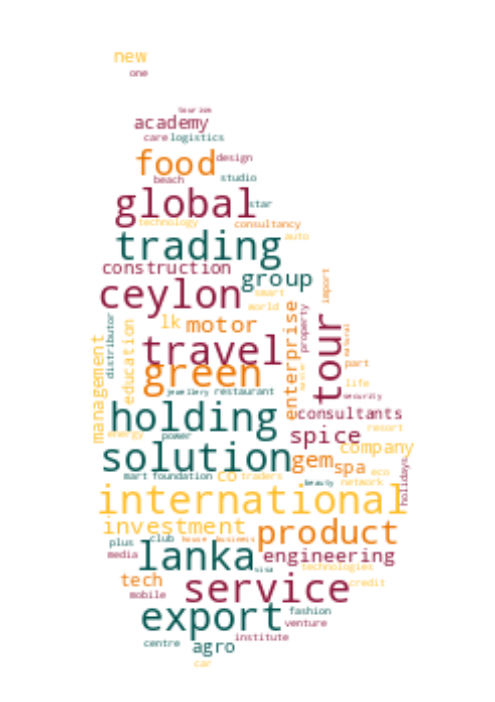 new
one
tourism
academy
care logistics
food design
beach studio
global star
technology consultancy
trading auto
construction
group import
ceylon smart
world
lk motor
distributor education enterprise property tour natural
travel
management
green part
life
jewellery restaurant security
holding consultants
energy power spice resort
solution company
gem spa eco
mart foundation co traders beauty network holidays
international
investment product
plus club house business
media lanka engineering
visa technologies
tech service credit
mobile
export fashion
venture
centre agro institute
car